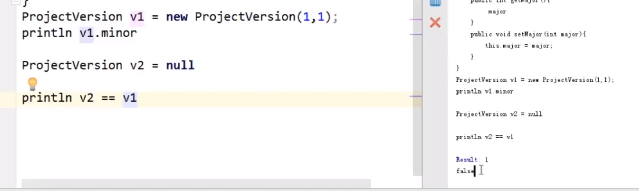 }
ProjectVersion v1 = new ProjectVersion(1,1);
println v1.minor
ProjectVersion v2 = null
println v2 == v1
public int getMajor(){
major
}
public void setMajor(int major){
this.major = major;
}
}
ProjectVersion v1 = new ProjectVersion(1,1);
println v1.minor
ProjectVersion v2 = null
println v2 == v1
Result: 1
false